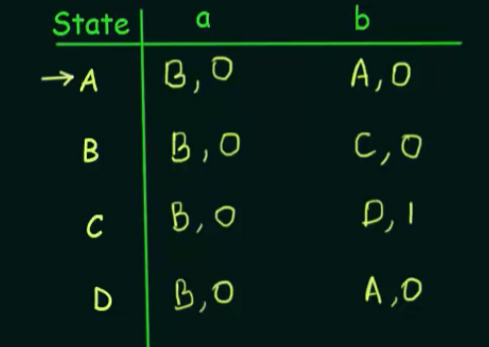 State a b
→A B,0 A,0
B B,0 C,0
C B,0 D,1
D B,0 A,0